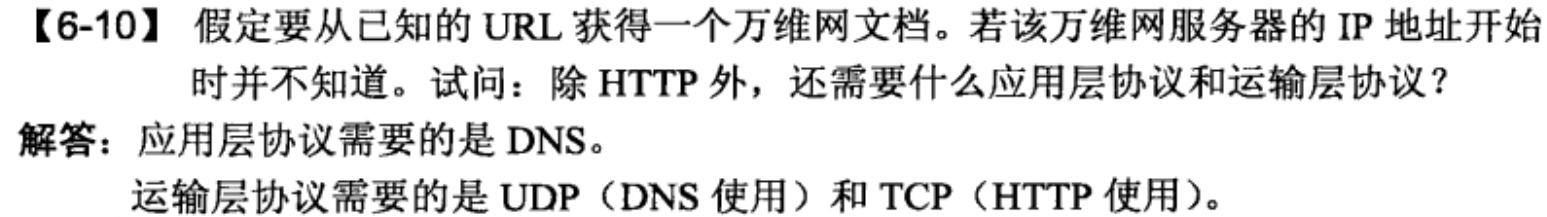 【6-10】 假定要从已知的 URL 获得一个万维网文档。若该万维网服务器的 IP 地址开始
时并不知道。试问：除 HTTP 外，还需要什么应用层协议和运输层协议？
解答：应用层协议需要的是 DNS。
运输层协议需要的是 UDP（DNS 使用）和 TCP（HTTP 使用）。